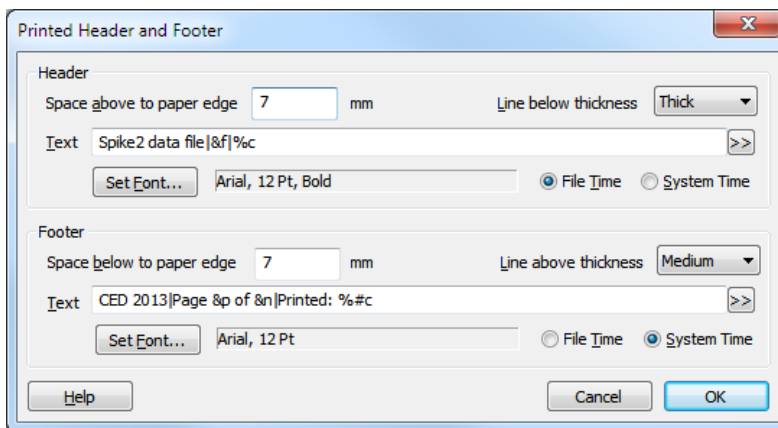 Printed Header and Footer
Header
Space above to paper edge 7 mm Line below thickness Thick
Text Spike2 data file|&f|%c >>
Set Font... Arial, 12 Pt, Bold File Time System Time
Footer
Space below to paper edge 7 mm Line above thickness Medium
Text CED 2013|Page &p of &n|Printed: %#c >>
Set Font... Arial, 12 Pt File Time System Time
Help Cancel OK